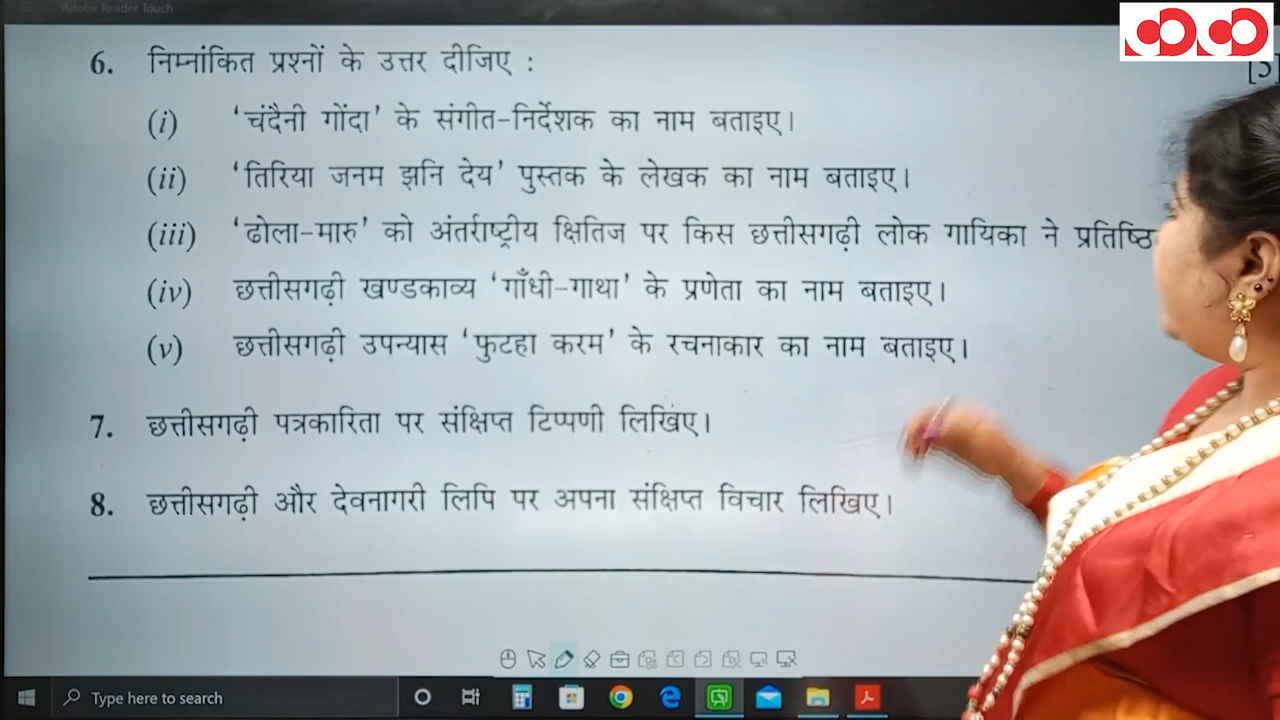 Adobe Reader Touch
6. निम्नांकित प्रश्नों के उत्तर दीजिए :
[5]
(i) 'चंदैनी गोंदा' के संगीत-निर्देशक का नाम बताइए।
(ii) 'तिरिया जनम झनि देय' पुस्तक के लेखक का नाम बताइए।
(iii) 'ढोला-मारु' को अंतर्राष्ट्रीय क्षितिज पर किस छत्तीसगढ़ी लोक गायिका ने
(iv) छत्तीसगढ़ी खण्डकाव्य 'गाँधी-गाथा' के प्रणेता का नाम बताइए।
(v) छत्तीसगढ़ी उपन्यास 'फुटहा करम' के रचनाकार का नाम बताइए।
7. छत्तीसगढ़ी पत्रकारिता पर संक्षिप्त टिप्पणी लिखिए।
8. छत्तीसगढ़ी और देवनागरी लिपि पर अपना संक्षिप्त विचार लिखिए।
Type here to search